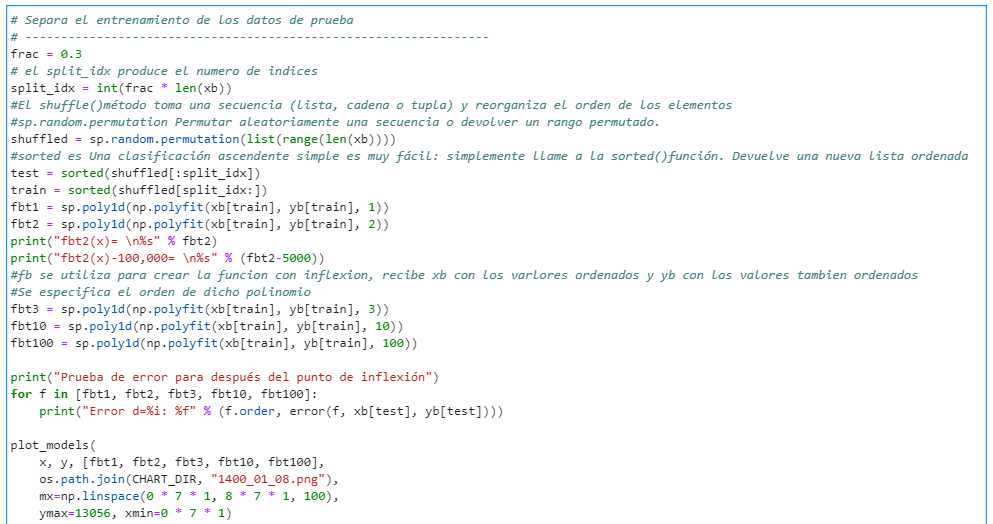 # Separa el entrenamiento de los datos de prueba
# -----------------------------------------------------------------
frac = 0.3
# el split_idx produce el numero de indices
split_idx = int(frac * len(xb))
#El shuffle()método toma una secuencia (lista, cadena o tupla) y reorganiza el orden de los elementos
#sp.random.permutation Permutar aleatoriamente una secuencia o devolver un rango permutado.
shuffled = sp.random.permutation(list(range(len(xb))))
#sorted es Una clasificación ascendente simple es muy fácil: simplemente llame a la sorted()función. Devuelve una nueva lista ordenada
test = sorted(shuffled[:split_idx])
train = sorted(shuffled[split_idx:])
fbt1 = sp.poly1d(np.polyfit(xb[train], yb[train], 1))
fbt2 = sp.poly1d(np.polyfit(xb[train], yb[train], 2))
print("fbt2(x)= \n%s" % fbt2)
print("fbt2(x)-100,000= \n%s" % (fbt2-5000))
#fb se utiliza para crear la funcion con inflexion, recibe xb con los varlores ordenados y yb con los valores tambien ordenados
#Se especifica el orden de dicho polinomio
fbt3 = sp.poly1d(np.polyfit(xb[train], yb[train], 3))
fbt10 = sp.poly1d(np.polyfit(xb[train], yb[train], 10))
fbt100 = sp.poly1d(np.polyfit(xb[train], yb[train], 100))
print("Prueba de error para después del punto de inflexión")
for f in [fbt1, fbt2, fbt3, fbt10, fbt100]:
    print("Error d=%i: %f" % (f.order, error(f, xb[test], yb[test])))
plot_models(
    x, y, [fbt1, fbt2, fbt3, fbt10, fbt100],
    os.path.join(CHART_DIR, "1400_01_08.png"),
    mx=np.linspace(0 * 7 * 1, 8 * 7 * 1, 100),
    ymax=13056, xmin=0 * 7 * 1)